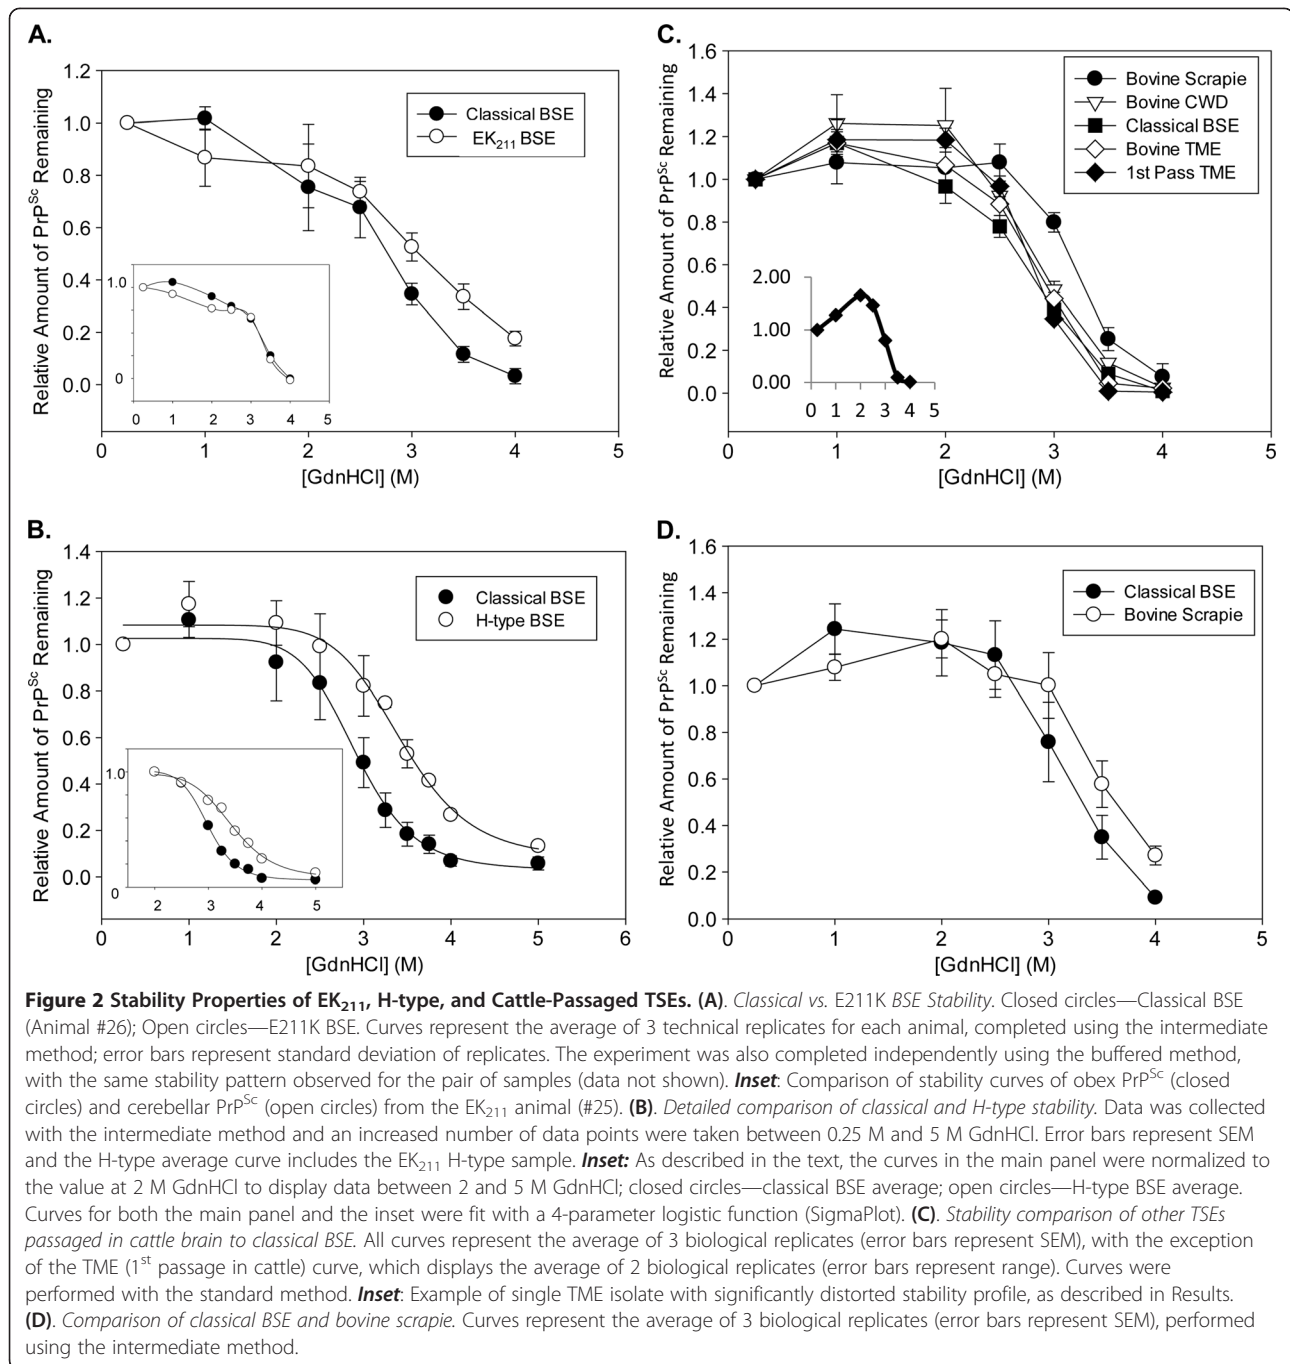 A.
Relative Amount of PrPSc Remaining
1.2
1.0
0.8
0.6
0.4
0.2
0.0
Classical BSE
EK211 BSE
1.0
0
0 1 2 3 4 5
0 1 2 3 4 5
[GdnHCl] (M)
C.
Relative Amount of PrPSc Remaining
1.6
1.4
1.2
1.0
0.8
0.6
0.4
0.2
0.0
Bovine Scrapie
Bovine CWD
Classical BSE
Bovine TME
1st Pass TME
2.00
1.00
0.00
0 1 2 3 4 5
0 1 2 3 4 5
[GdnHCl] (M)
B.
Relative Amount of PrPSc Remaining
1.4
1.2
1.0
0.8
0.6
0.4
0.2
0.0
Classical BSE
H-type BSE
1.0
0
2 3 4 5
0 1 2 3 4 5 6
[GdnHCl] (M)
D.
Relative Amount of PrPSc Remaining
1.6
1.4
1.2
1.0
0.8
0.6
0.4
0.2
0.0
Classical BSE
Bovine Scrapie
0 1 2 3 4 5
[GdnHCl] (M)
Figure 2 Stability Properties of EK211, H-type, and Cattle-Passaged TSEs. (A). Classical vs. E211K BSE Stability. Closed circles—Classical BSE
(Animal #26); Open circles—E211K BSE. Curves represent the average of 3 technical replicates for each animal, completed using the intermediate
method; error bars represent standard deviation of replicates. The experiment was also completed independently using the buffered method,
with the same stability pattern observed for the pair of samples (data not shown). Inset: Comparison of stability curves of obex PrPSc (closed
circles) and cerebellar PrPSc (open circles) from the EK211 animal (#25). (B). Detailed comparison of classical and H-type stability. Data was collected
with the intermediate method and an increased number of data points were taken between 0.25 M and 5 M GdnHCl. Error bars represent SEM
and the H-type average curve includes the EK211 H-type sample. Inset: As described in the text, the curves in the main panel were normalized to
the value at 2 M GdnHCl to display data between 2 and 5 M GdnHCl; closed circles—classical BSE average; open circles—H-type BSE average.
Curves for both the main panel and the inset were fit with a 4-parameter logistic function (SigmaPlot). (C). Stability comparison of other TSEs
passaged in cattle brain to classical BSE. All curves represent the average of 3 biological replicates (error bars represent SEM), with the exception
of the TME (1st passage in cattle) curve, which displays the average of 2 biological replicates (error bars represent range). Curves were
performed with the standard method. Inset: Example of single TME isolate with significantly distorted stability profile, as described in Results.
(D). Comparison of classical BSE and bovine scrapie. Curves represent the average of 3 biological replicates (error bars represent SEM), performed
using the intermediate method.